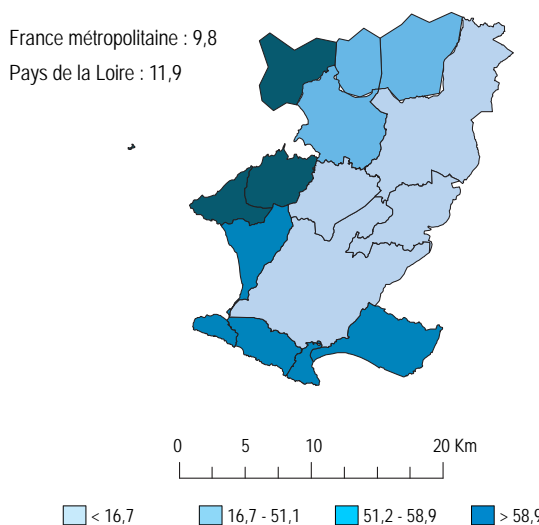 France métropolitaine : 9,8
Pays de la Loire : 11,9
0 5 10 20 Km
< 16,7 16,7 - 51,1 51,2 - 58,9 > 58,9